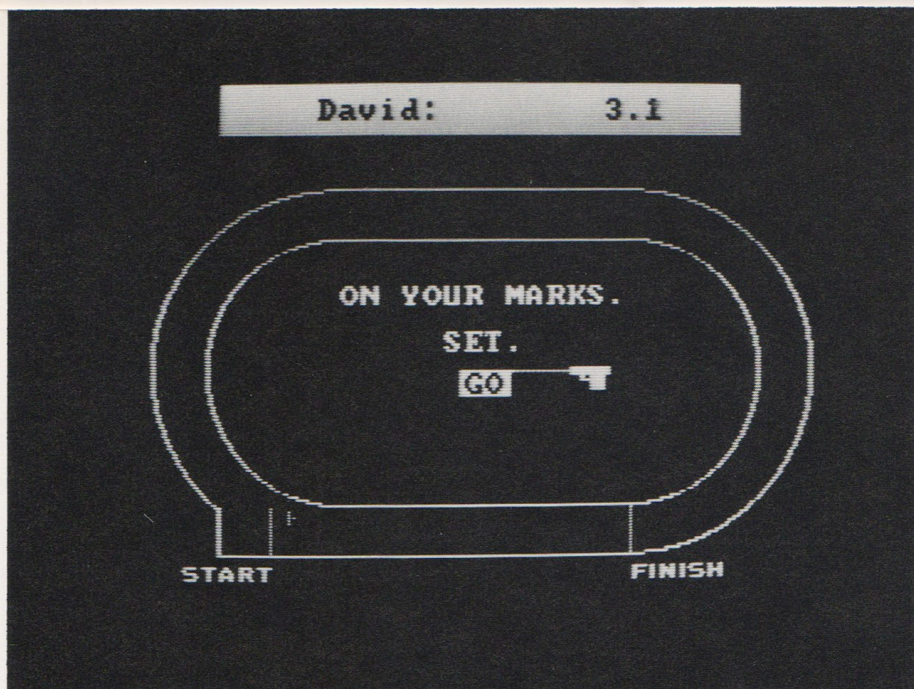 David: 3.1
ON YOUR MARKS.
SET.
GO
START
FINISH